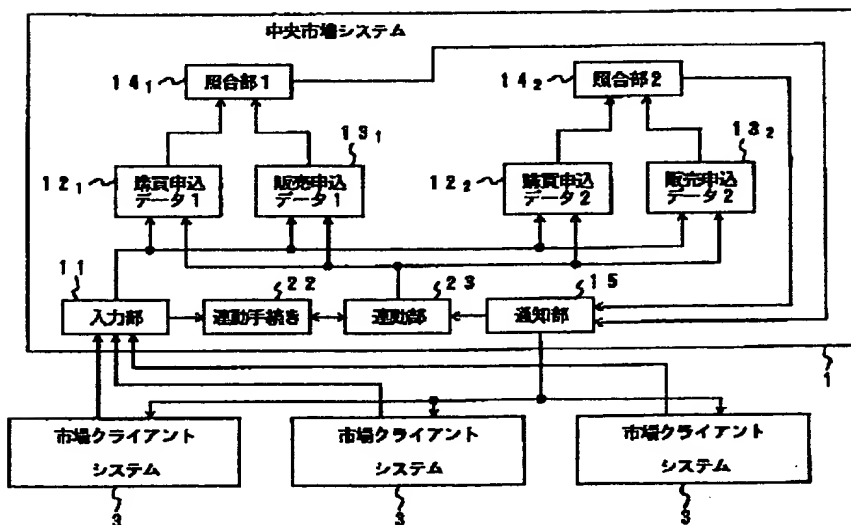 中央市場システム
14₁
照合部1
14₂
照合部2
13₁
13₂
12₁
購買申込
データ1
販売申込
データ1
12₂
購買申込
データ2
販売申込
データ2
11
22
23
15
入力部
連動手続き
連動部
通知部
1
市場クライアント
システム
市場クライアント
システム
市場クライアント
システム
3
3
3